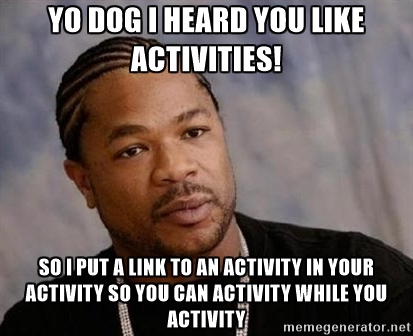 YO DOG I HEARD YOU LIKE
ACTIVITIES!
SO I PUT A LINK TO AN ACTIVITY IN YOUR
ACTIVITY SO YOU CAN ACTIVITY WHILE YOU
ACTIVITY
memegenerator.net